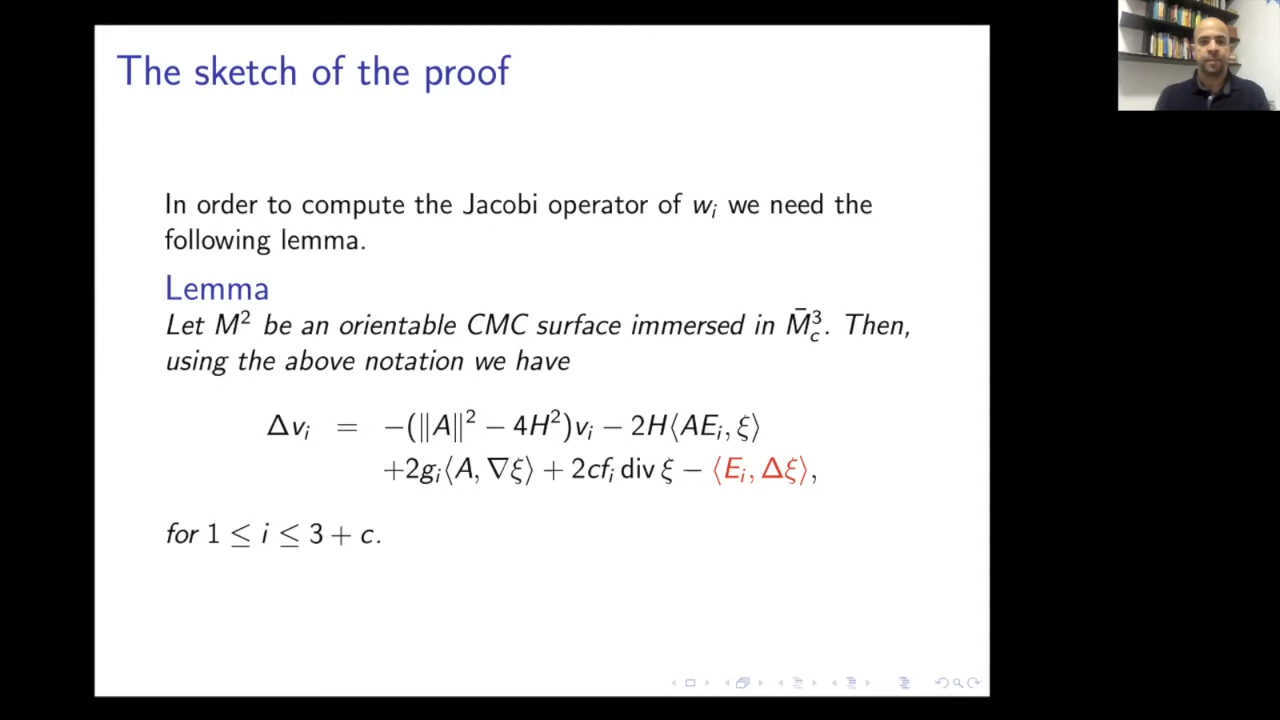 The sketch of the proof
In order to compute the Jacobi operator of wᵢ we need the
following lemma.
Lemma
Let M² be an orientable CMC surface immersed in M̄³_c. Then,
using the above notation we have
Δvᵢ = −(‖A‖² − 4H²)vᵢ − 2H⟨AEᵢ, ξ⟩
+2gᵢ⟨A, ∇ξ⟩ + 2cfᵢ div ξ − ⟨Eᵢ, Δξ⟩,
for 1 ≤ i ≤ 3 + c.